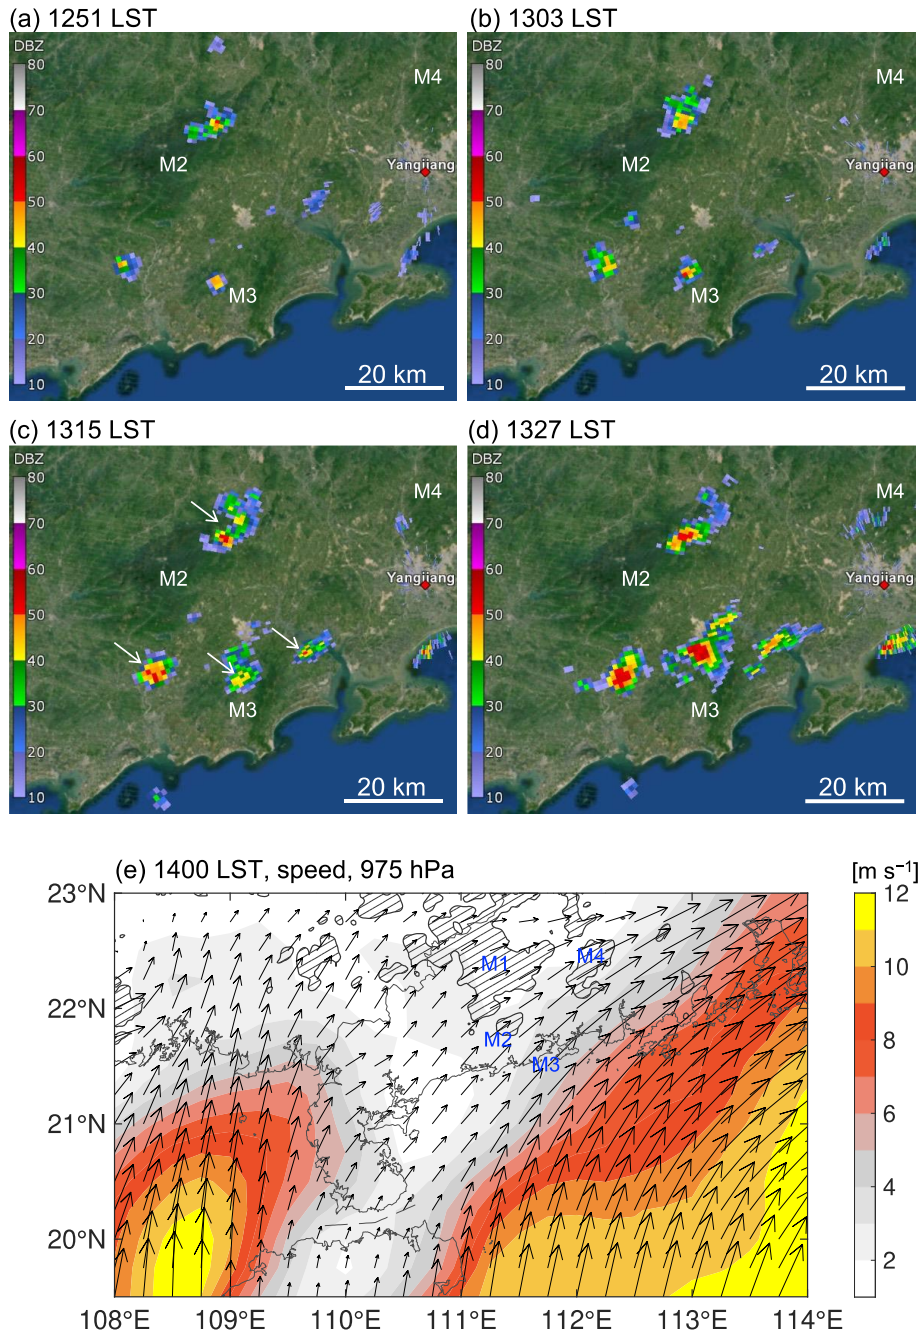 (a) 1251 LST
DBZ
80
70
60
50
40
30
20
10
M4
Yangjiang
M2
M3
20 km
(b) 1303 LST
DBZ
80
70
60
50
40
30
20
10
M4
Yangjiang
M2
M3
20 km
(c) 1315 LST
DBZ
80
70
60
50
40
30
20
10
M4
Yangjiang
M2
M3
20 km
(d) 1327 LST
DBZ
80
70
60
50
40
30
20
10
M4
Yangjiang
M2
M3
20 km
(e) 1400 LST, speed, 975 hPa
[m s⁻¹]
23°N
22°N
21°N
20°N
M1
M4
M2
M3
108°E 109°E 110°E 111°E 112°E 113°E 114°E
12
10
8
6
4
2